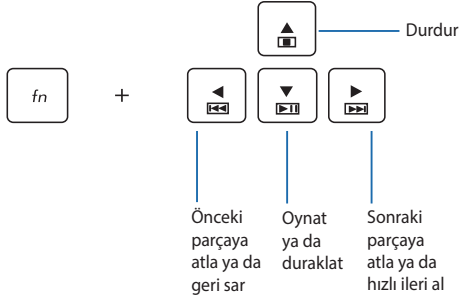 Durdur
fn +
Önceki
parçaya
atla ya da
geri sar
Oynat
ya da
duraklat
Sonraki
parçaya
atla ya da
hızlı ileri al